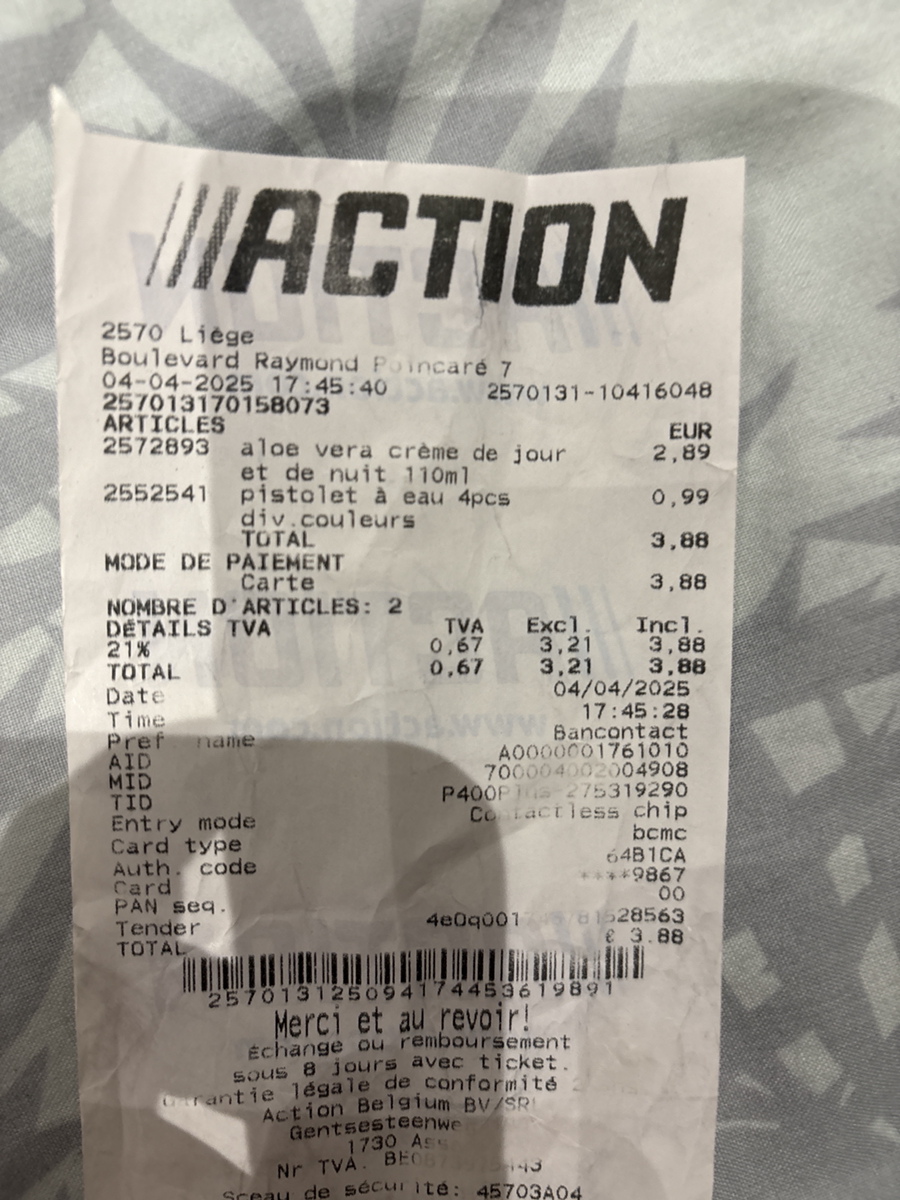 ACTION
2570 Liège
Boulevard Raymond Poincaré 7
04-04-2025 17:45:40 2570131-10416048
257013170158073
ARTICLES EUR
2572893 aloe vera crème de jour 2,89
et de nuit 110ml
2552541 pistolet à eau 4pcs 0,99
div.couleurs
TOTAL 3,88
MODE DE PAIEMENT
Carte 3,88
NOMBRE D'ARTICLES: 2
DÉTAILS TVA TVA Excl. Incl.
21% 0,67 3,21 3,88
TOTAL 0,67 3,21 3,88
Date 04/04/2025
Time 17:45:28
Pref. name Bancontact
AID A0000001761010
MID 700004002004908
TID P400Plus-275319290
Entry mode Contactless chip
Card type bcmc
Auth. code 64B1CA
Card ****9867
PAN seq. 00
Tender 4e0q001
TOTAL € 3.88
2570131250941744536 19891
Merci et au revoir!
Échange ou remboursement
sous 8 jours avec ticket.
Garantie légale de conformité
Action Belgium BV/SRL
1730
Nr TVA.
Sceau de sécurité: 45703A04